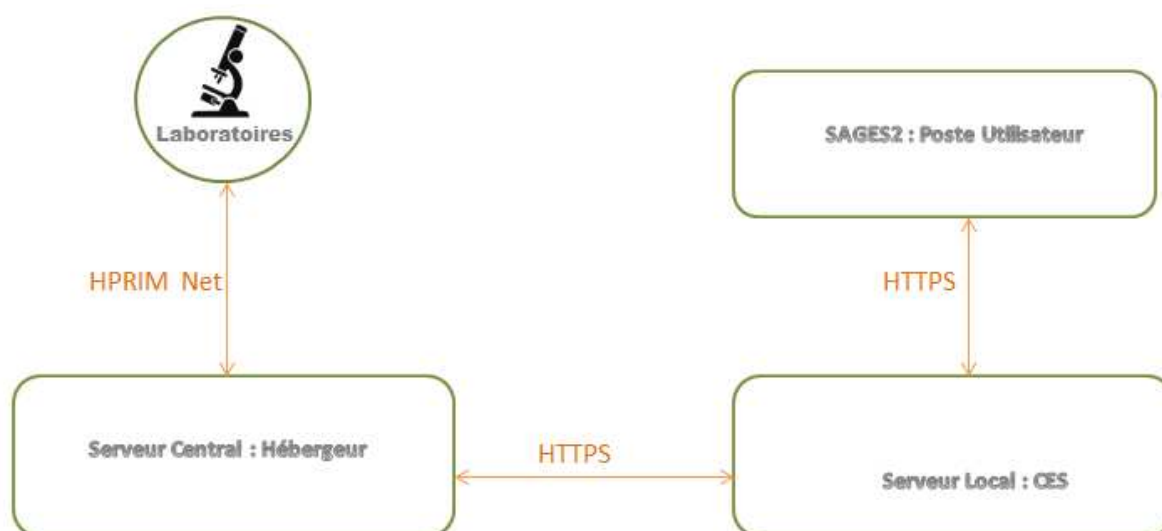 Laboratoires
SAGES2 : Poste Utilisateur
HPRIM Net
HTTPS
Serveur Central : Hébergeur
HTTPS
Serveur Local : CES